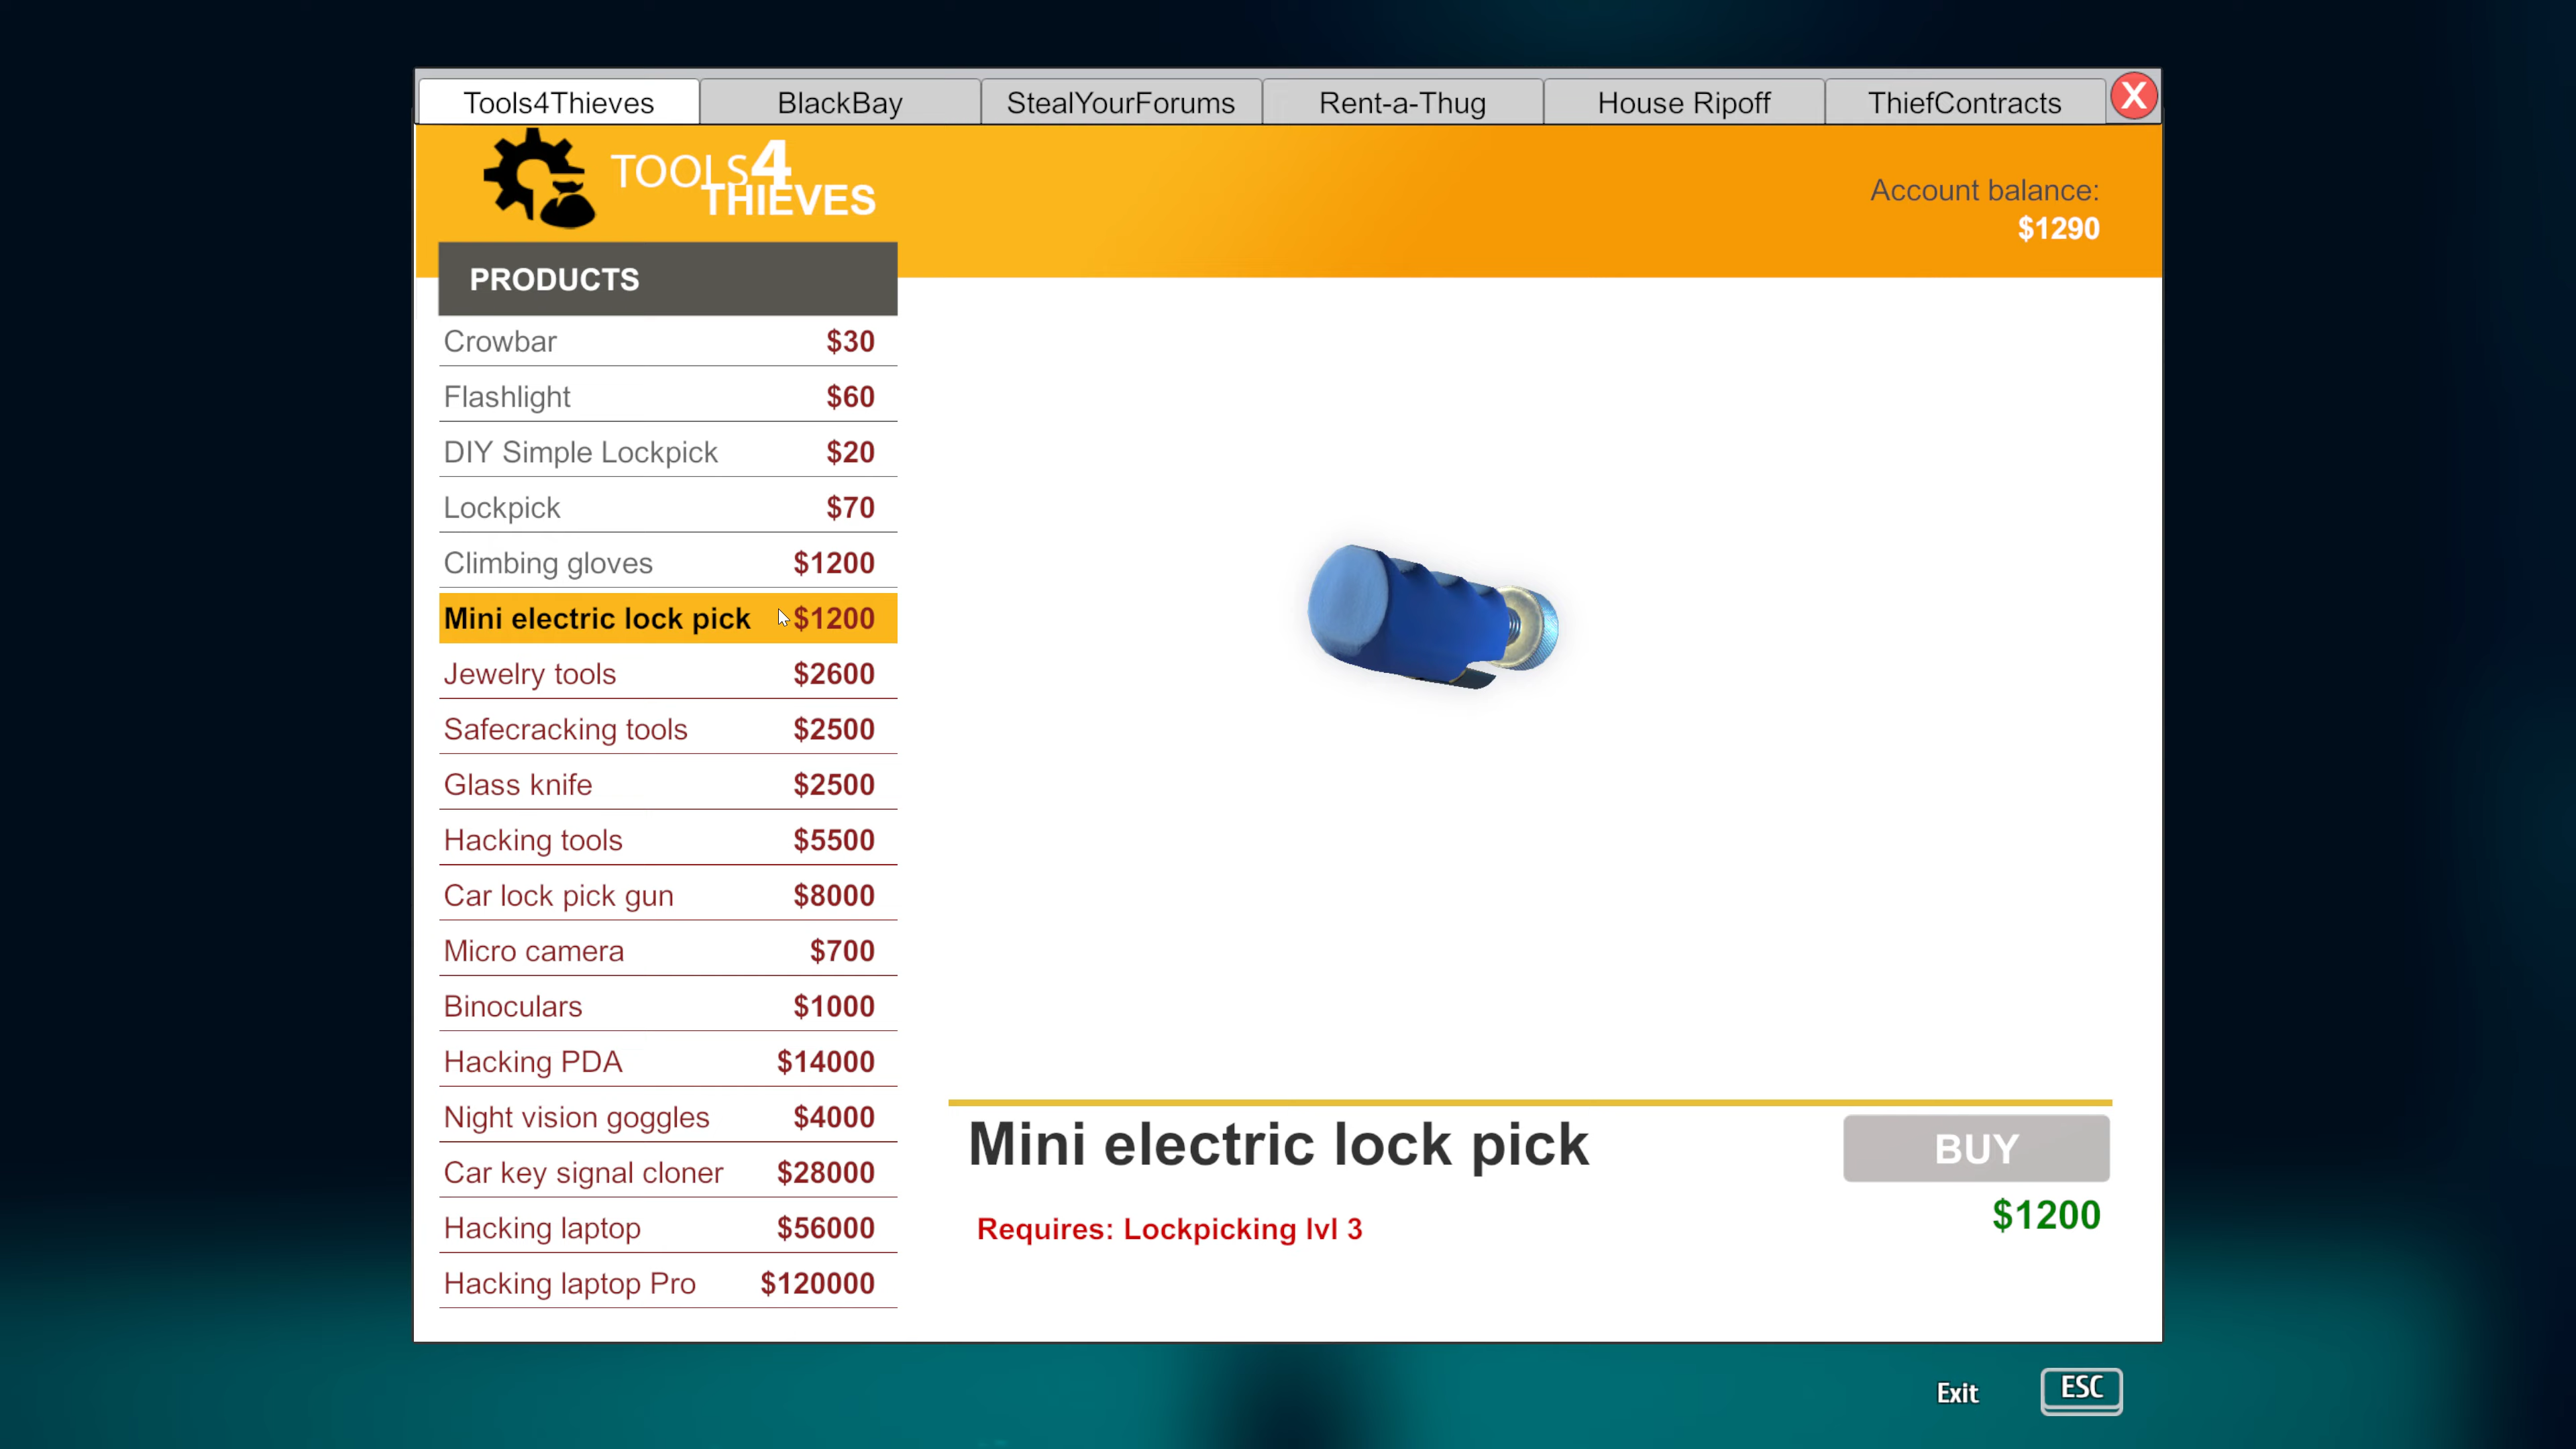 Tools4Thieves BlackBay StealYourForums Rent-a-Thug House Ripoff ThiefContracts X
TOOLS4
THIEVES
Account balance:
$1290
PRODUCTS
Crowbar $30
Flashlight $60
DIY Simple Lockpick $20
Lockpick $70
Climbing gloves $1200
Mini electric lock pick $1200
Jewelry tools $2600
Safecracking tools $2500
Glass knife $2500
Hacking tools $5500
Car lock pick gun $8000
Micro camera $700
Binoculars $1000
Hacking PDA $14000
Night vision goggles $4000
Car key signal cloner $28000
Hacking laptop $56000
Hacking laptop Pro $120000
Mini electric lock pick BUY
$1200
Requires: Lockpicking lvl 3
Exit ESC